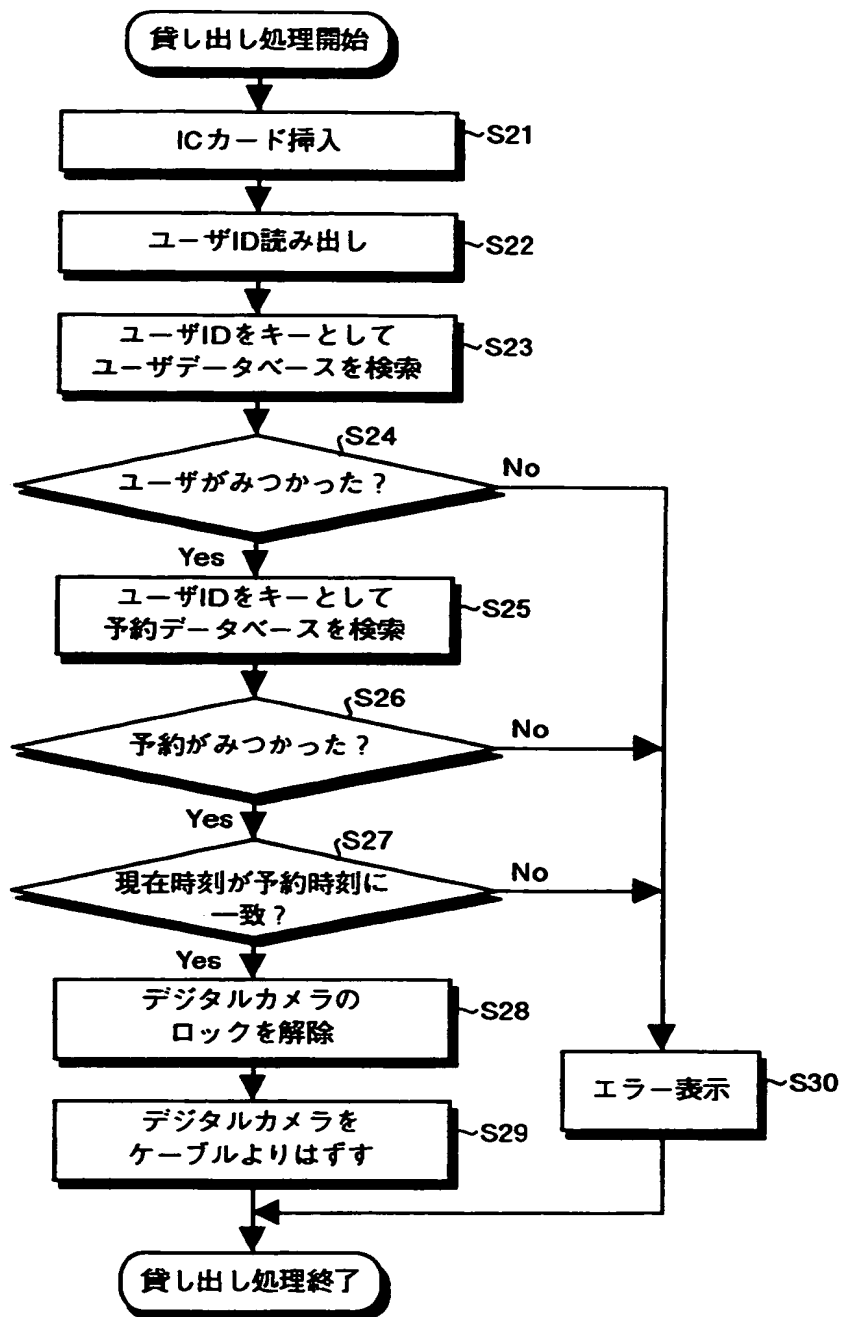 貸し出し処理開始
ICカード挿入
S21
ユーザID読み出し
S22
ユーザIDをキーとして
ユーザデータベースを検索
S23
S24
ユーザがみつかった？
No
Yes
ユーザIDをキーとして
予約データベースを検索
S25
S26
予約がみつかった？
No
Yes
S27
現在時刻が予約時刻に
一致？
No
Yes
デジタルカメラの
ロックを解除
S28
エラー表示
S30
デジタルカメラを
ケーブルよりはずす
S29
貸し出し処理終了